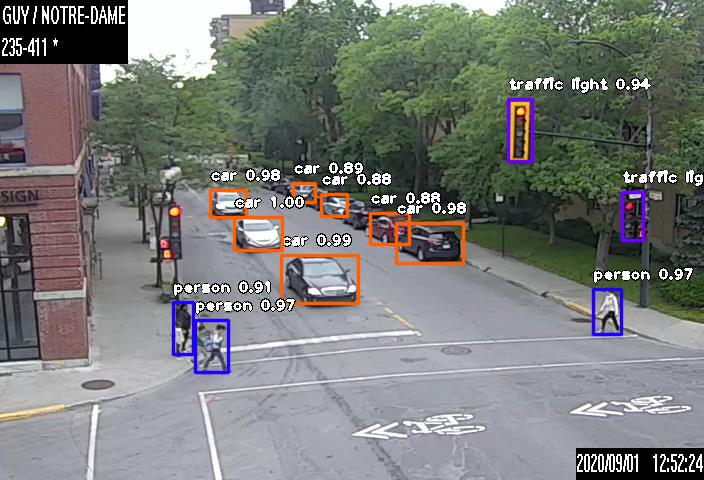 GUY / NOTRE-DAME
235-411 *
traffic light 0.94
car 0.98
car 0.89
car 0.88
traffic lig
car 1.00
car 0.88
car 0.98
car 0.99
person 0.91
person 0.97
person 0.97
SIGN
2020/09/01 12:52:24